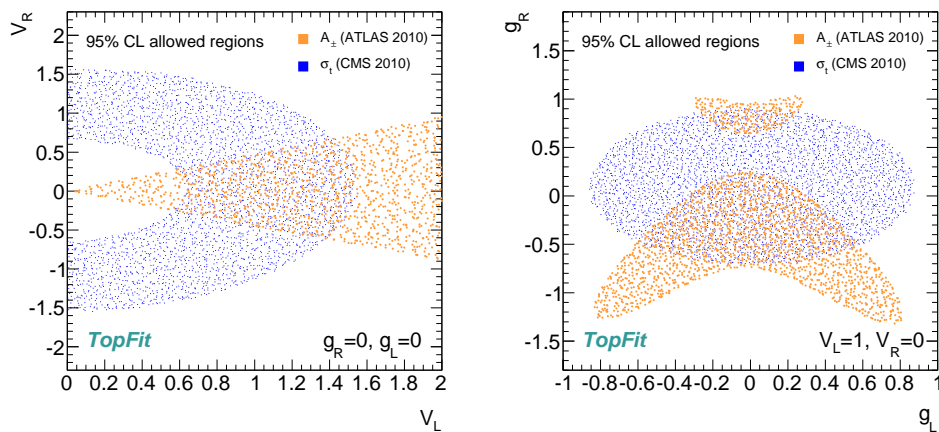 V_R
95% CL allowed regions
A_± (ATLAS 2010)
σ_t (CMS 2010)
2
1.5
1
0.5
0
-0.5
-1
-1.5
-2
TopFit
g_R=0, g_L=0
0 0.2 0.4 0.6 0.8 1 1.2 1.4 1.6 1.8 2
V_L
g_R
95% CL allowed regions
A_± (ATLAS 2010)
σ_t (CMS 2010)
1.5
1
0.5
0
-0.5
-1
-1.5
TopFit
V_L=1, V_R=0
-1 -0.8 -0.6 -0.4 -0.2 0 0.2 0.4 0.6 0.8 1
g_L